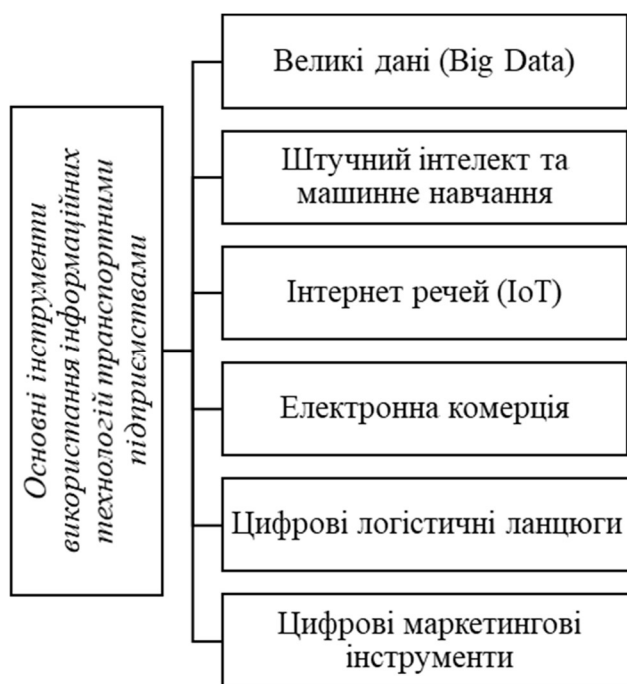 Основні інструменти
використання інформаційних
технологій транспортними
підприємствами
Великі дані (Big Data)
Штучний інтелект та
машинне навчання
Інтернет речей (IoT)
Електронна комерція
Цифрові логістичні ланцюги
Цифрові маркетингові
інструменти